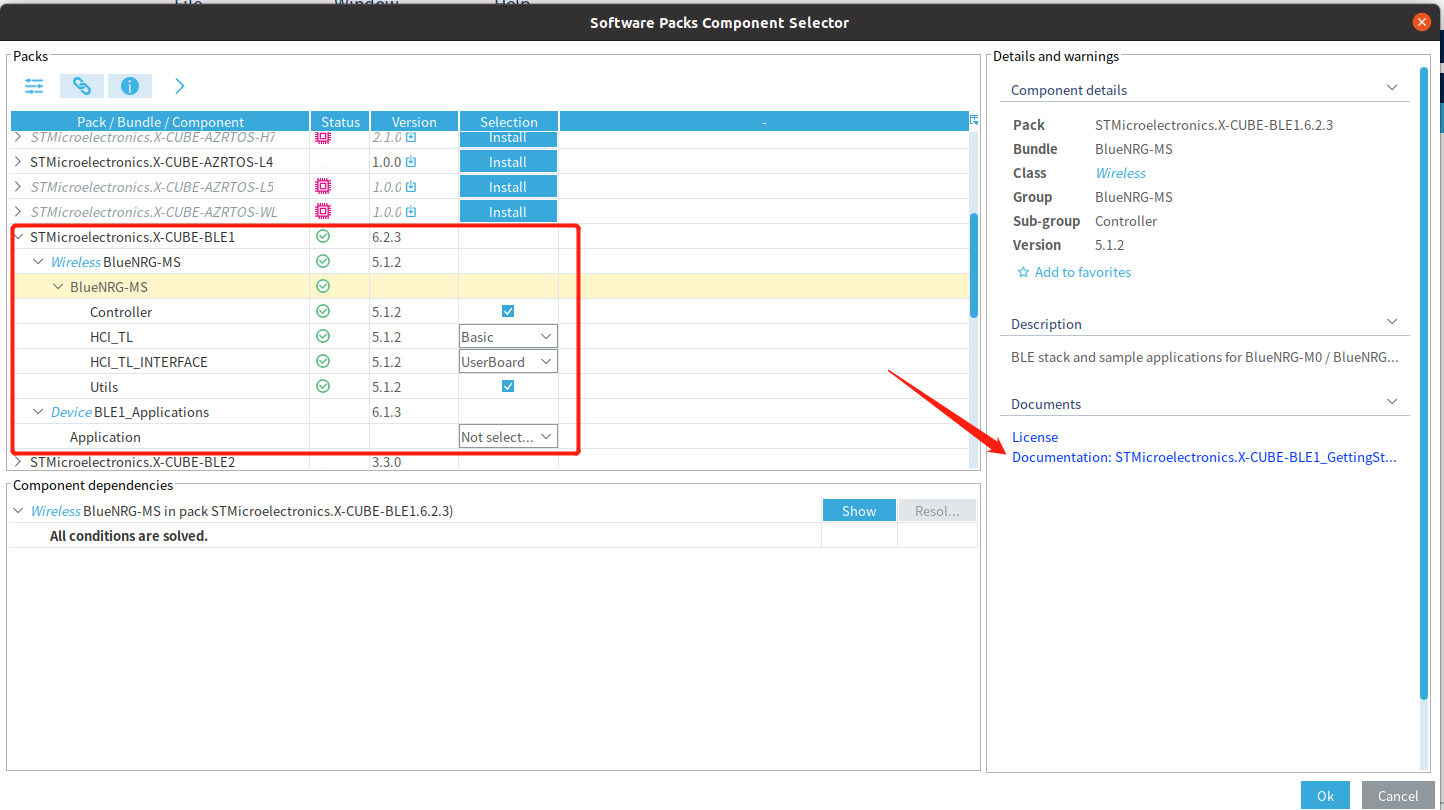 File Window Help
Software Packs Component Selector
Packs
Pack / Bundle / Component Status Version Selection -
STMicroelectronics.X-CUBE-AZRTOS-H7 2.1.0 Install
STMicroelectronics.X-CUBE-AZRTOS-L4 1.0.0 Install
STMicroelectronics.X-CUBE-AZRTOS-L5 1.0.0 Install
STMicroelectronics.X-CUBE-AZRTOS-WL 1.0.0 Install
STMicroelectronics.X-CUBE-BLE1 6.2.3
Wireless BlueNRG-MS 5.1.2
BlueNRG-MS
Controller 5.1.2
HCI_TL 5.1.2 Basic
HCI_TL_INTERFACE 5.1.2 UserBoard
Utils 5.1.2
Device BLE1_Applications 6.1.3
Application Not select...
STMicroelectronics.X-CUBE-BLE2 3.3.0
Component dependencies
Wireless BlueNRG-MS in pack STMicroelectronics.X-CUBE-BLE1.6.2.3) Show Resol...
All conditions are solved.
Details and warnings
Component details
Pack STMicroelectronics.X-CUBE-BLE1.6.2.3
Bundle BlueNRG-MS
Class Wireless
Group BlueNRG-MS
Sub-group Controller
Version 5.1.2
Add to favorites
Description
BLE stack and sample applications for BlueNRG-M0 / BlueNRG...
Documents
License
Documentation: STMicroelectronics.X-CUBE-BLE1_GettingSt...
Ok Cancel